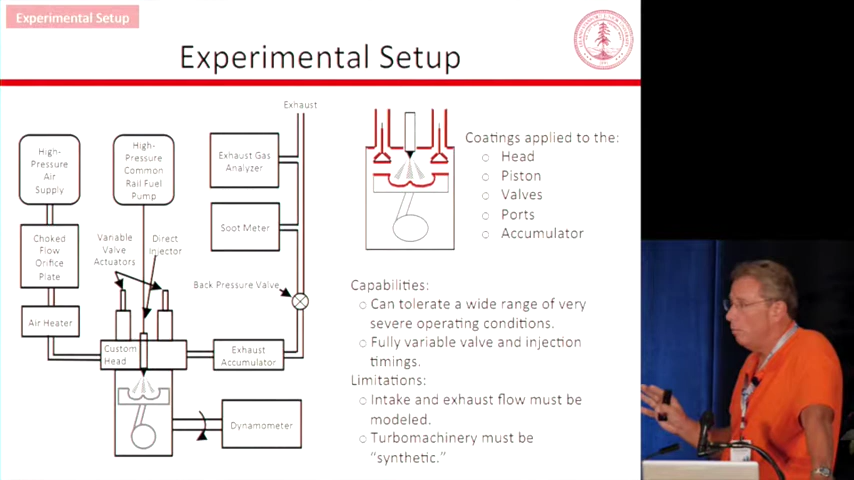 Experimental Setup
Experimental Setup
Exhaust
High-
Pressure
Air
Supply
High-
Pressure
Common
Rail Fuel
Pump
Exhaust Gas
Analyzer
Soot Meter
Choked
Flow
Orifice
Plate
Variable
Valve
Actuators
Direct
Injector
Back Pressure Valve
Air Heater
Custom
Head
Exhaust
Accumulator
Dynamometer
Coatings applied to the:
Head
Piston
Valves
Ports
Accumulator
Capabilities:
Can tolerate a wide range of very
severe operating conditions.
Fully variable valve and injection
timings.
Limitations:
Intake and exhaust flow must be
modeled.
Turbomachinery must be
"synthetic."